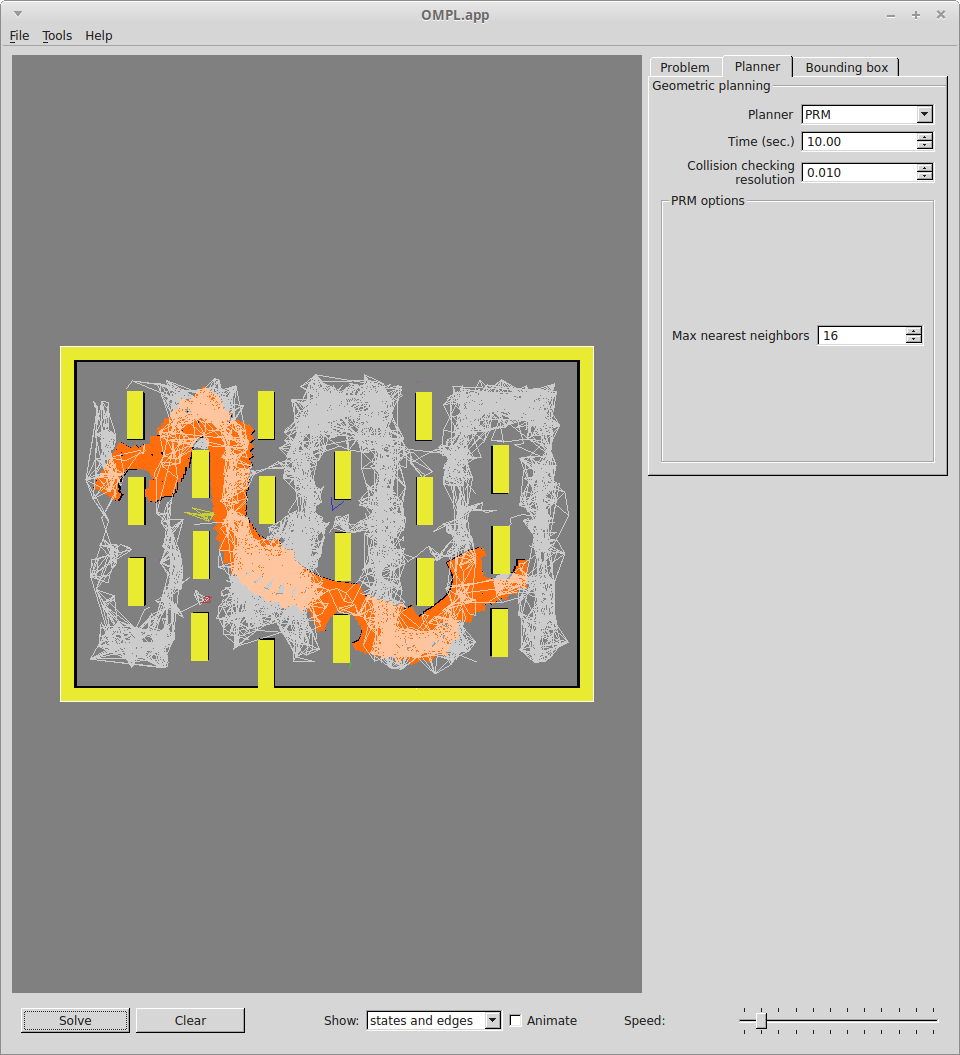 OMPL.app
File Tools Help
Problem Planner Bounding box
Geometric planning
Planner PRM
Time (sec.) 10.00
Collision checking
resolution 0.010
PRM options
Max nearest neighbors 16
Solve Clear Show: states and edges Animate Speed: